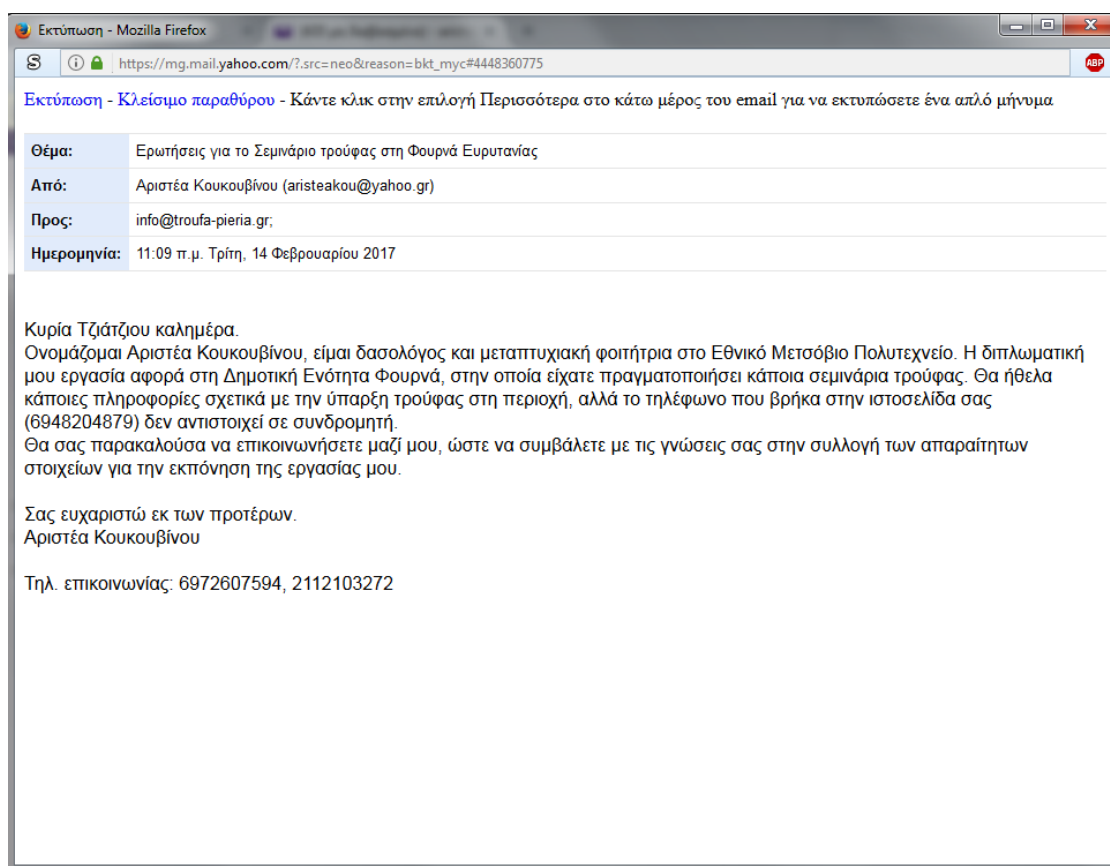 Εκτύπωση - Mozilla Firefox
S https://mg.mail.yahoo.com/?.src=neo&reason=bkt_myc#4448360775 ABP
Εκτύπωση - Κλείσιμο παραθύρου - Κάντε κλικ στην επιλογή Περισσότερα στο κάτω μέρος του email για να εκτυπώσετε ένα απλό μήνυμα
Θέμα: Ερωτήσεις για το Σεμινάριο τρούφας στη Φουρνά Ευρυτανίας
Από: Αριστέα Κουκουβίνου (aristeakou@yahoo.gr)
Προς: info@troufa-pieria.gr;
Ημερομηνία: 11:09 π.μ. Τρίτη, 14 Φεβρουαρίου 2017
Κυρία Τζιάτζιου καλημέρα.
Ονομάζομαι Αριστέα Κουκουβίνου, είμαι δασολόγος και μεταπτυχιακή φοιτήτρια στο Εθνικό Μετσόβιο Πολυτεχνείο. Η διπλωματική
μου εργασία αφορά στη Δημοτική Ενότητα Φουρνά, στην οποία είχατε πραγματοποιήσει κάποια σεμινάρια τρούφας. Θα ήθελα
κάποιες πληροφορίες σχετικά με την ύπαρξη τρούφας στη περιοχή, αλλά το τηλέφωνο που βρήκα στην ιστοσελίδα σας
(6948204879) δεν αντιστοιχεί σε συνδρομητή.
Θα σας παρακαλούσα να επικοινωνήσετε μαζί μου, ώστε να συμβάλετε με τις γνώσεις σας στην συλλογή των απαραίτητων
στοιχείων για την εκπόνηση της εργασίας μου.
Σας ευχαριστώ εκ των προτέρων.
Αριστέα Κουκουβίνου
Τηλ. επικοινωνίας: 6972607594, 2112103272